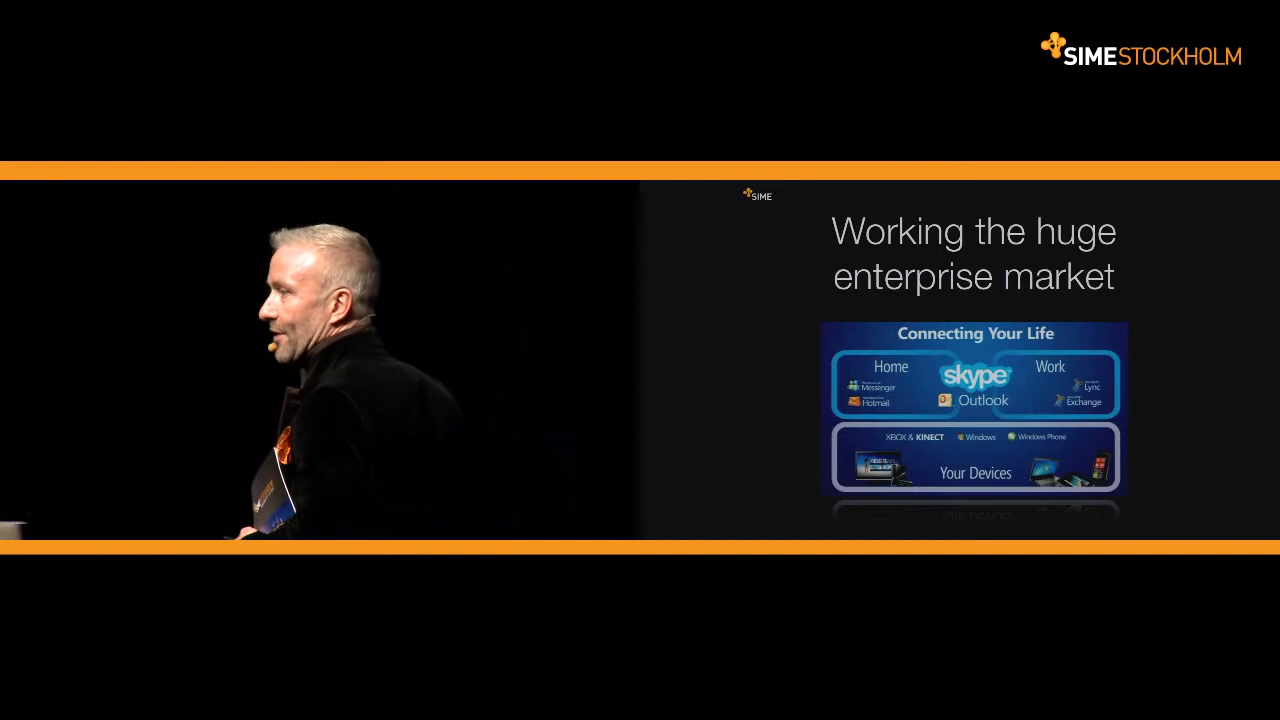 SIMESTOCKHOLM
SIME
Working the huge
enterprise market
Connecting Your Life
Home
skype
Work
Messenger
Lync
Hotmail
Outlook
Exchange
XBOX & KINECT
Windows
Windows Phone
Your Devices